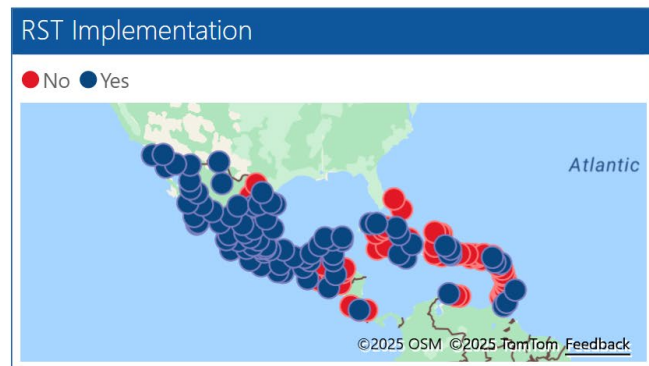 RST Implementation
No Yes
Atlantic
©2025 OSM ©2025 TomTom Feedback